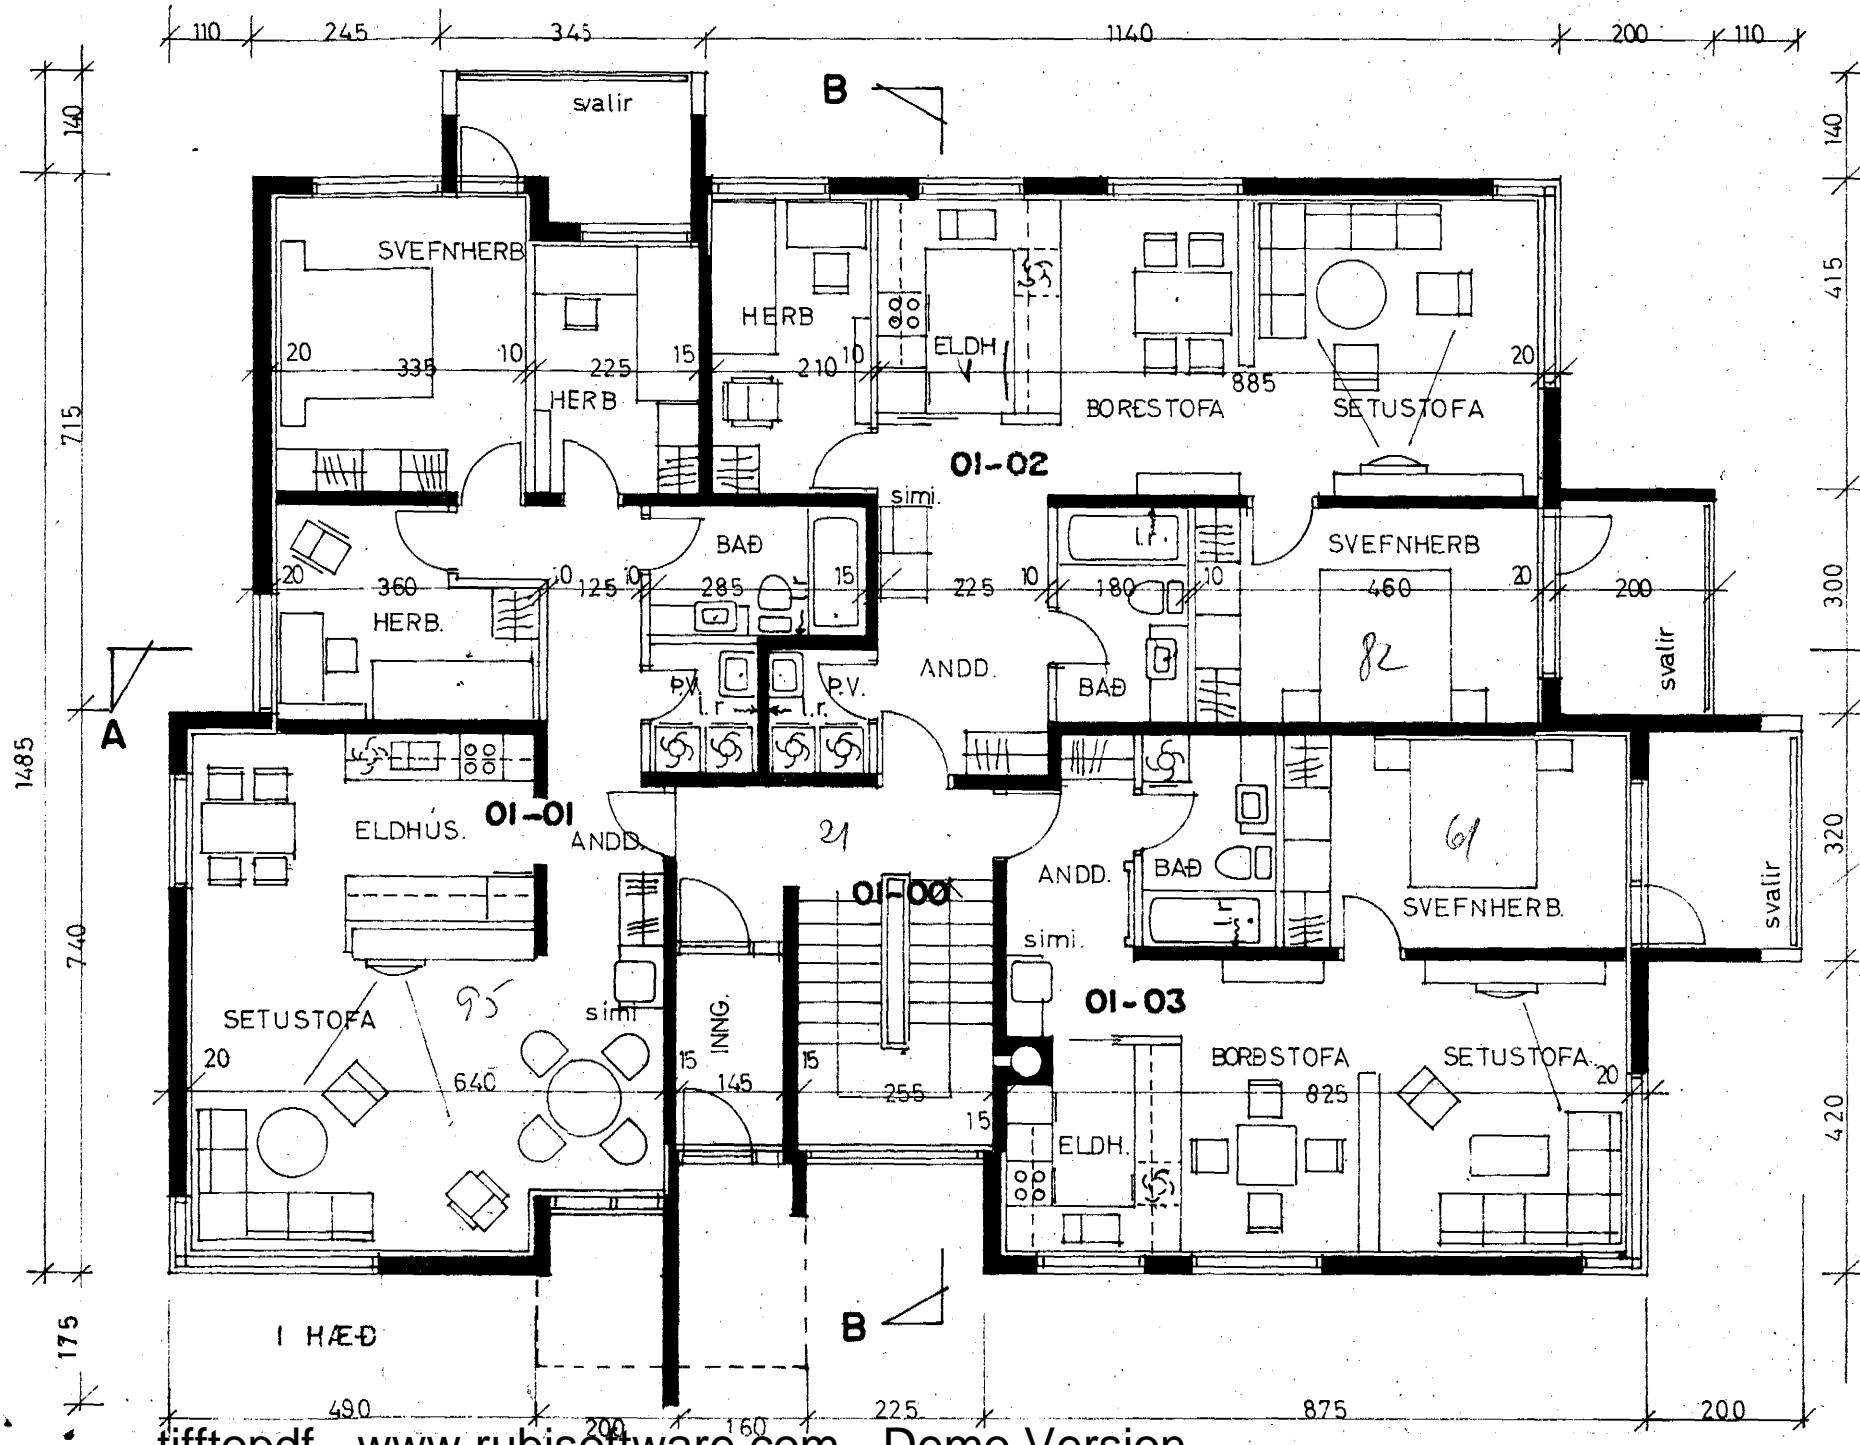 110 245 345 1140 200 110
B
svalir
140
140
SVEFNHERB
HERB
ELDH
415
20 335 10 225 15 210 10 885 20
HERB
BORÐSTOFA
SETUSTOFA
715
01-02
simi.
BAÐ
l.r.
SVEFNHERB
20 360 10 125 10 285 15 225 10 180 10 460 20 200
300
HERB.
82
svalir
ANDD.
BAÐ
P.V.
P.V.
l.r
l.r.
A
1485
01-01
ELDHÚS.
ANDD.
21
61
320
01-00
ANDD.
BAÐ
l.r
SVEFNHERB.
svalir
740
simi.
95
simi
01-03
SETUSTOFA
INNG.
BORÐSTOFA
SETUSTOFA.
20 640 15 145 15 255 15 825 20
420
ELDH.
B
1 HÆÐ
175
490 200 160 225 875 200
tifftopdf - www.rubisoftware.com - Demo Version